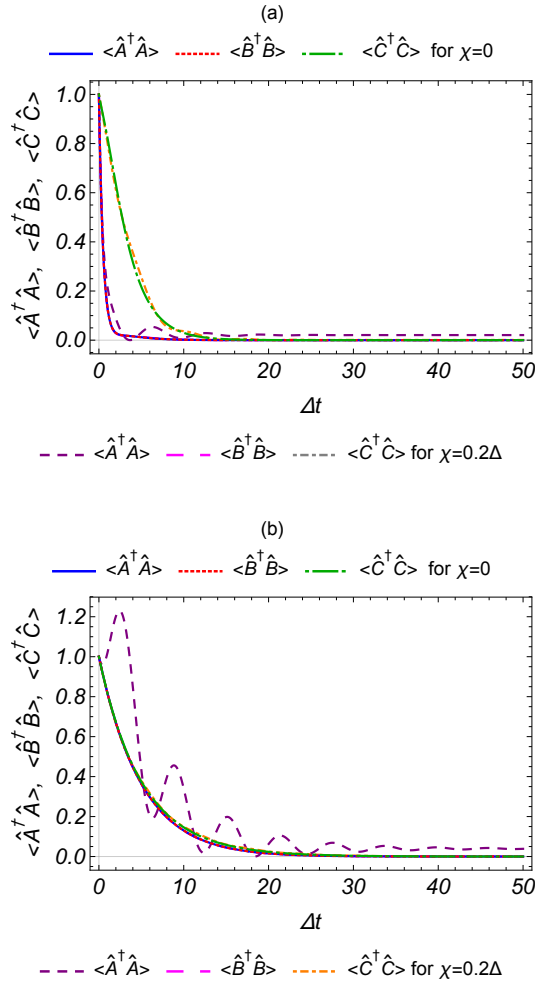 (a)
<Â†Â> <B̂†B̂> <Ĉ†Ĉ> for χ=0
<Â†Â>, <B̂†B̂>, <Ĉ†Ĉ>
1.0
0.8
0.6
0.4
0.2
0.0
0 10 20 30 40 50
Δt
<Â†Â> <B̂†B̂> <Ĉ†Ĉ> for χ=0.2Δ
(b)
<Â†Â> <B̂†B̂> <Ĉ†Ĉ> for χ=0
<Â†Â>, <B̂†B̂>, <Ĉ†Ĉ>
1.2
1.0
0.8
0.6
0.4
0.2
0.0
0 10 20 30 40 50
Δt
<Â†Â> <B̂†B̂> <Ĉ†Ĉ> for χ=0.2Δ